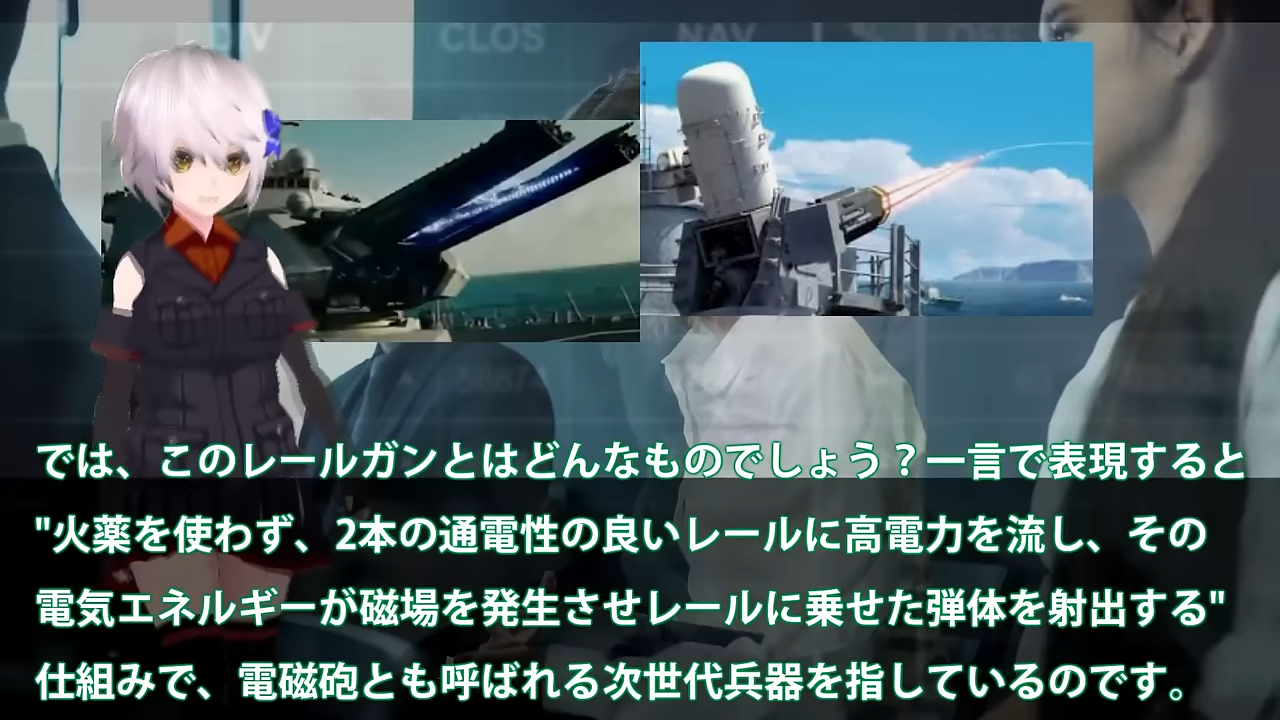 DIV
CLOS
NAV
OFF
では、このレールガンとはどんなものでしょう？一言で表現すると
"火薬を使わず、2本の通電性の良いレールに高電力を流し、その
電気エネルギーが磁場を発生させレールに乗せた弾体を射出する"
仕組みで、電磁砲とも呼ばれる次世代兵器を指しているのです。